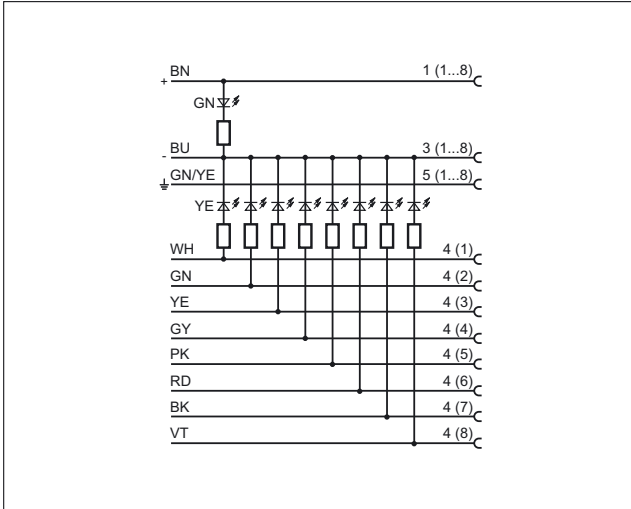 + BN 1 (1...8)
GN
- BU 3 (1...8)
GN/YE 5 (1...8)
YE
WH 4 (1)
GN 4 (2)
YE 4 (3)
GY 4 (4)
PK 4 (5)
RD 4 (6)
BK 4 (7)
VT 4 (8)